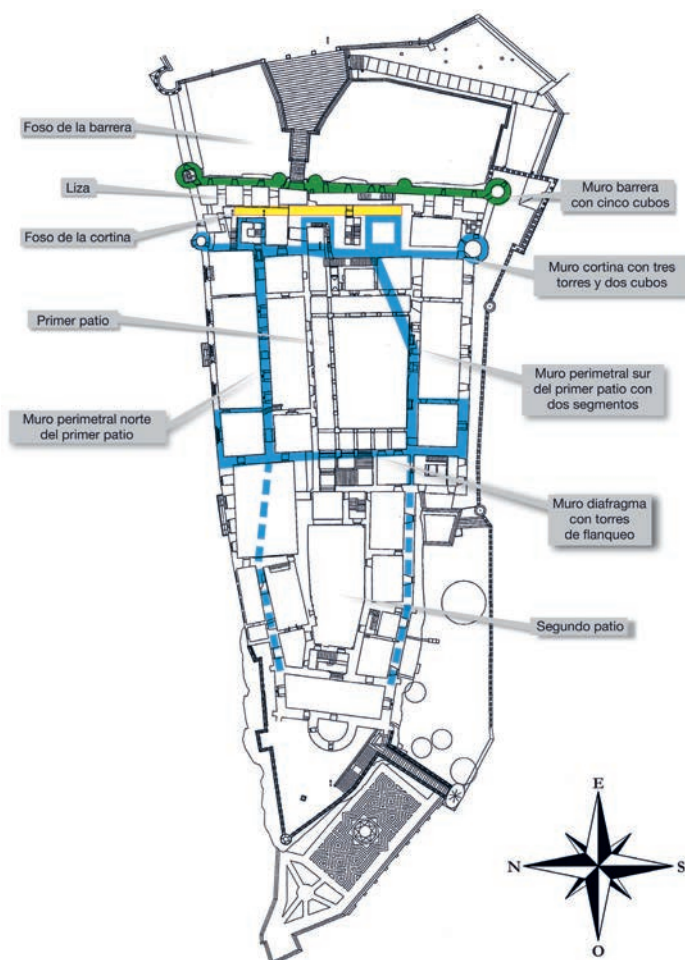 Foso de la barrera
Liza
Muro barrera
con cinco cubos
Foso de la cortina
Muro cortina con tres
torres y dos cubos
Primer patio
Muro perimetral sur
del primer patio con
dos segmentos
Muro perimetral norte
del primer patio
Muro diafragma
con torres
de flanqueo
Segundo patio
E
N
S
O